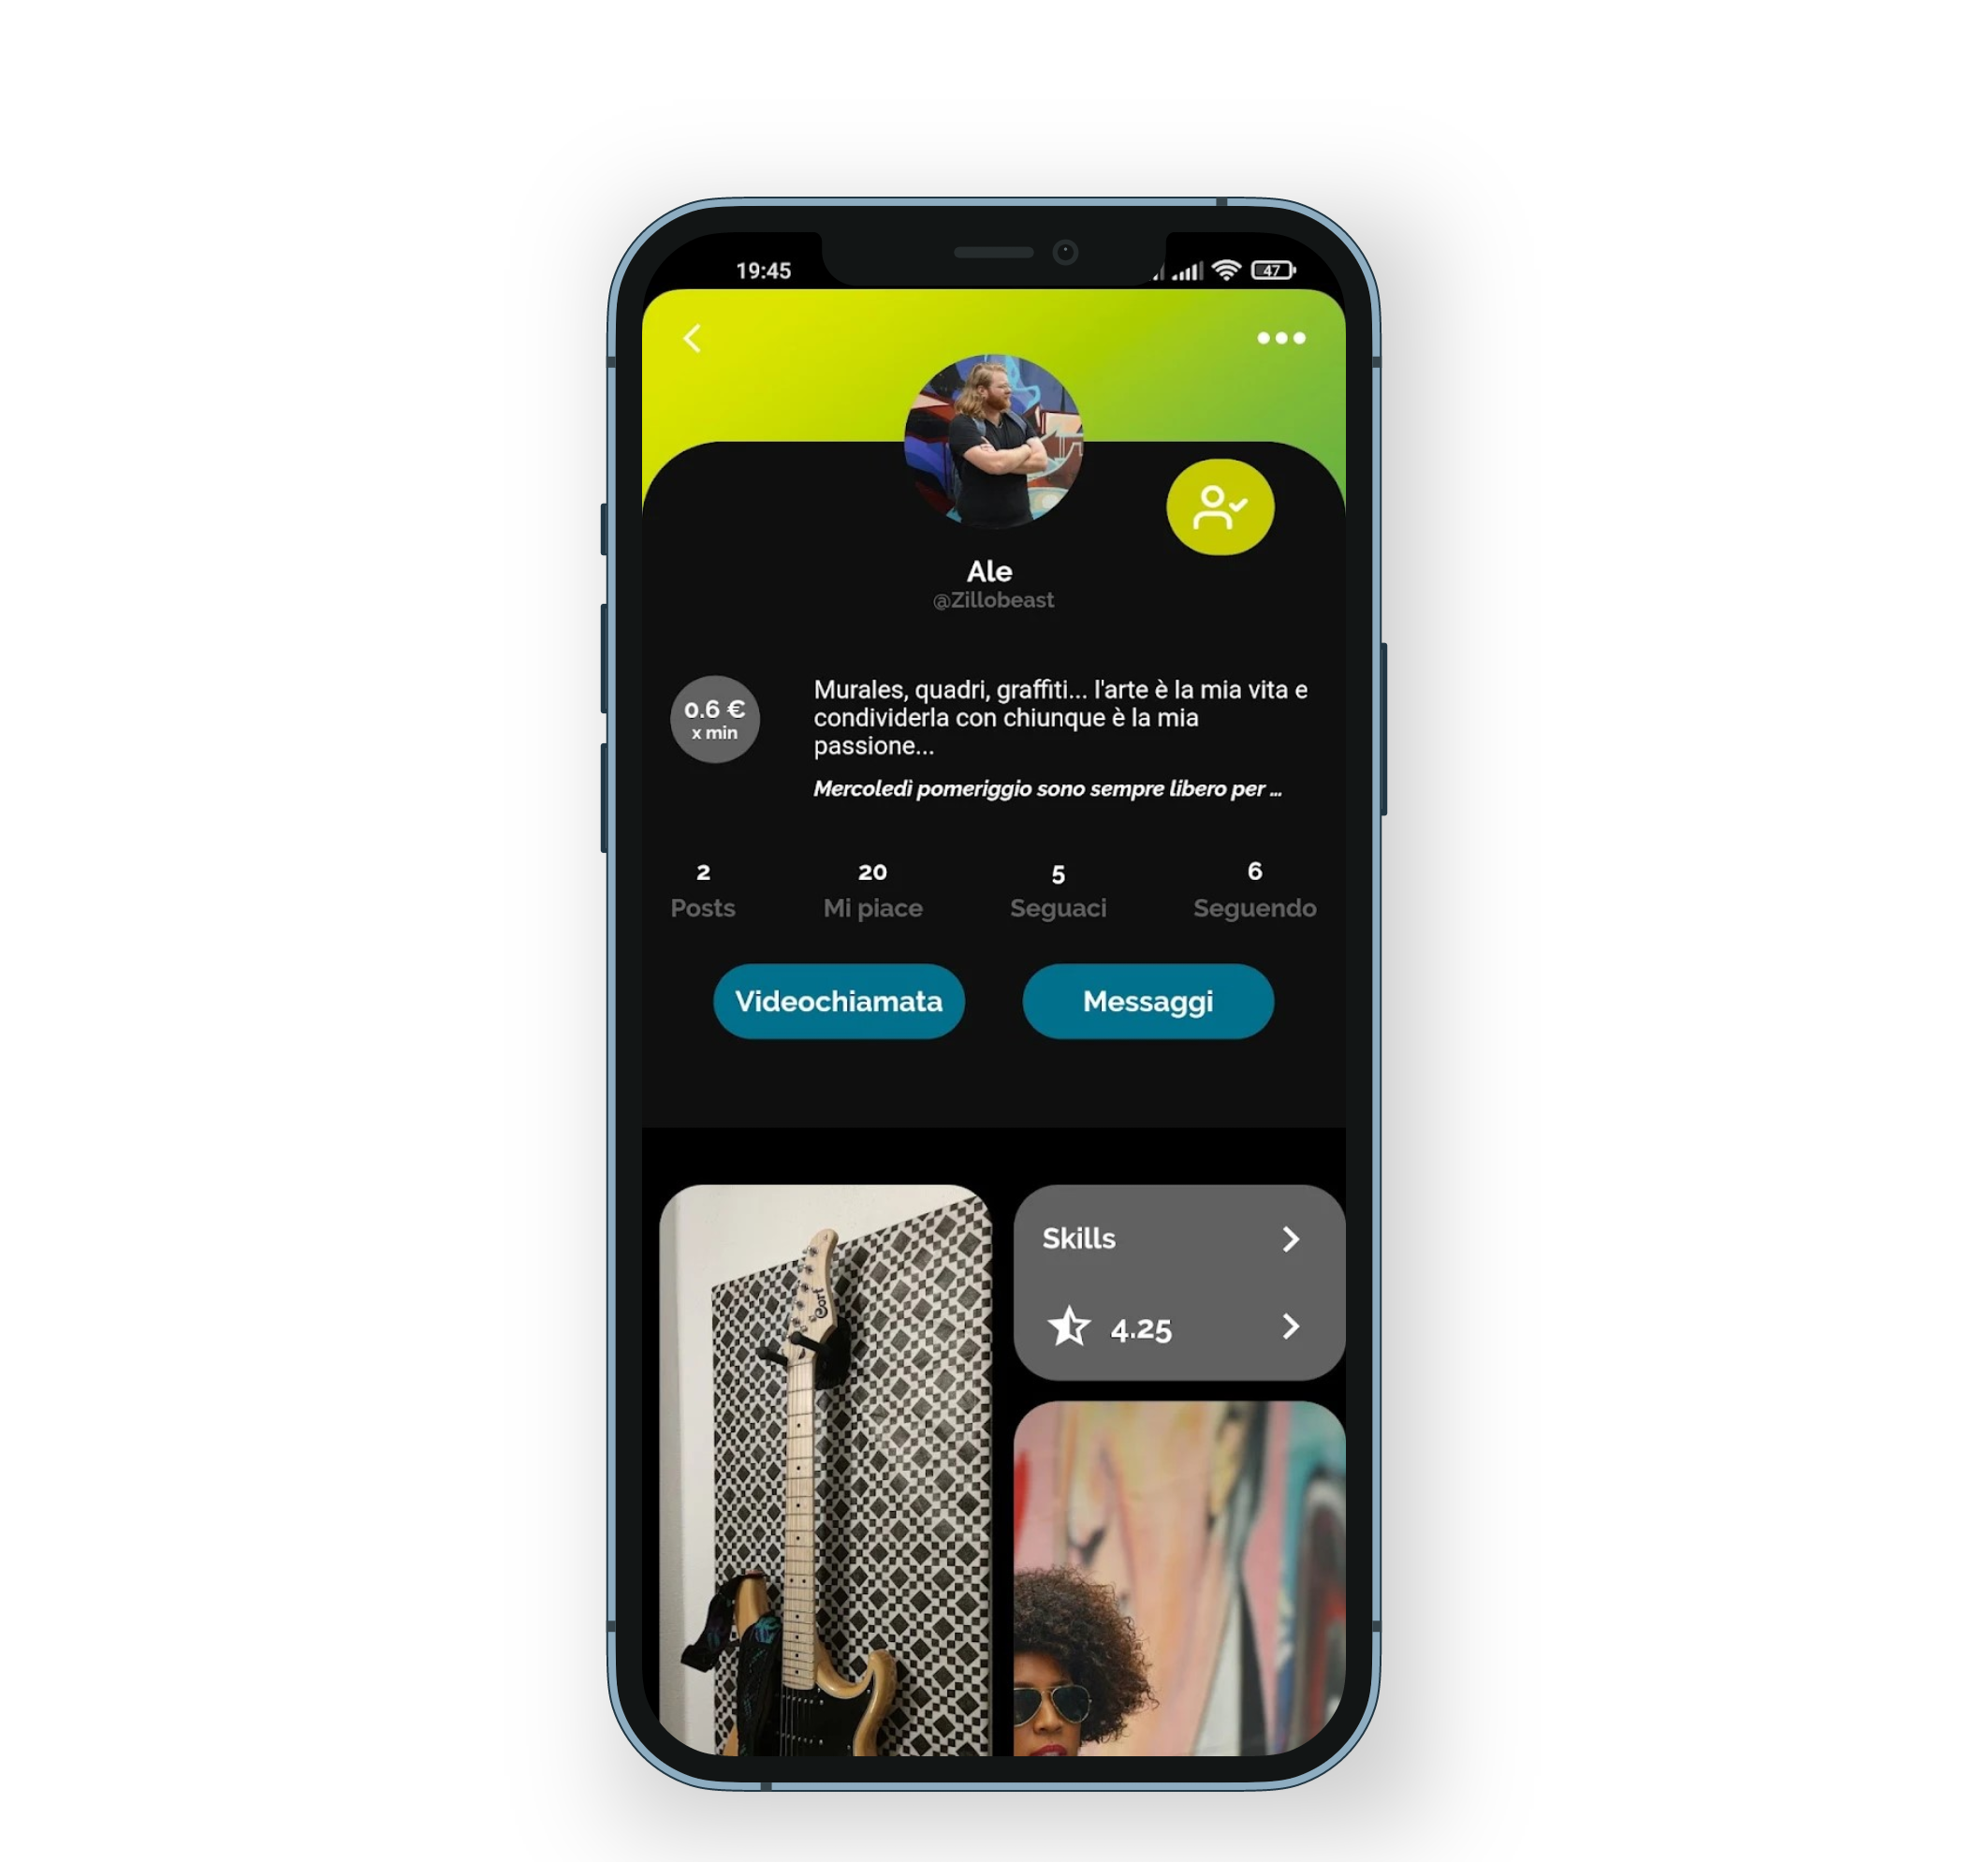 19:45
47
Ale
@Zillobeast
0.6 €
x min
Murales, quadri, graffiti... l'arte è la mia vita e
condividerla con chiunque è la mia
passione...
Mercoledì pomeriggio sono sempre libero per ...
2
Posts
20
Mi piace
5
Seguaci
6
Seguendo
Videochiamata
Messaggi
Skills
4.25
Cort